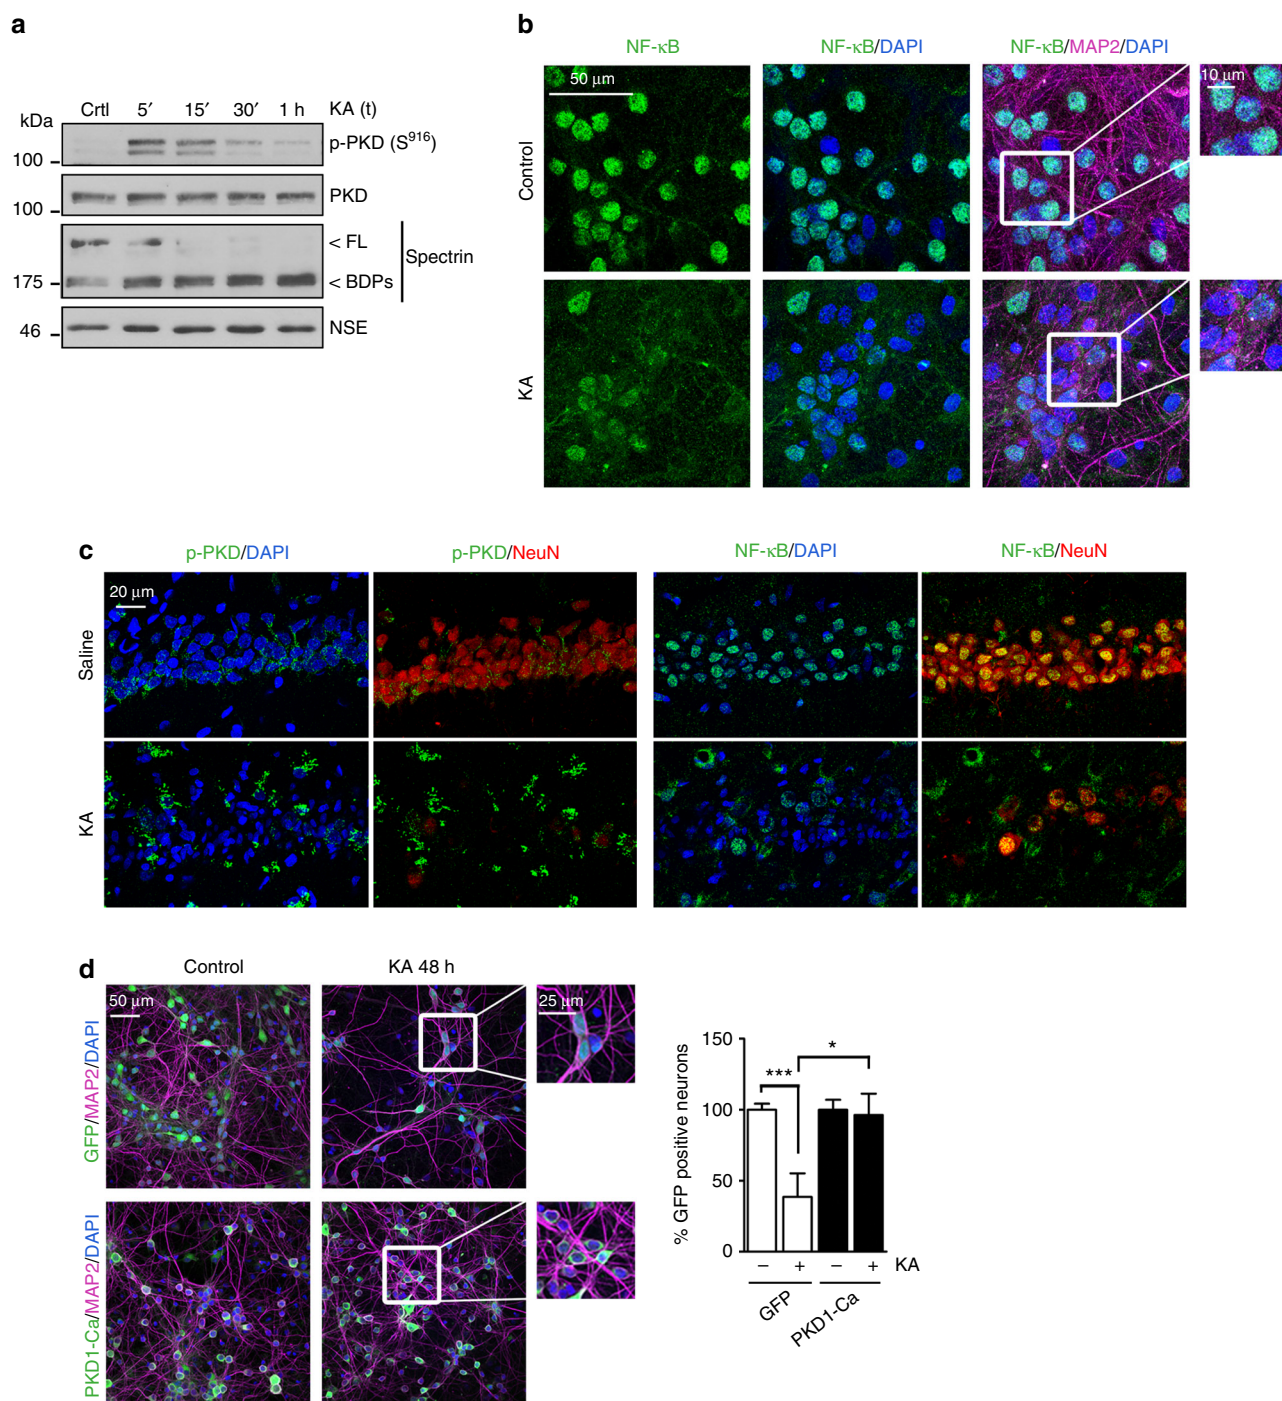 a
kDa
Crtl 5′ 15′ 30′ 1 h KA (t)
p-PKD (S916)
100
PKD
100
< FL
Spectrin
175
< BDPs
46
NSE
b
NF-κB
NF-κB/DAPI
NF-κB/MAP2/DAPI
50 μm
10 μm
Control
KA
c
p-PKD/DAPI
p-PKD/NeuN
NF-κB/DAPI
NF-κB/NeuN
20 μm
Saline
KA
d
Control
KA 48 h
50 μm
25 μm
GFP/MAP2/DAPI
PKD1-Ca/MAP2/DAPI
% GFP positive neurons
150
100
50
0
***
*
– + – + KA
GFP
PKD1-Ca